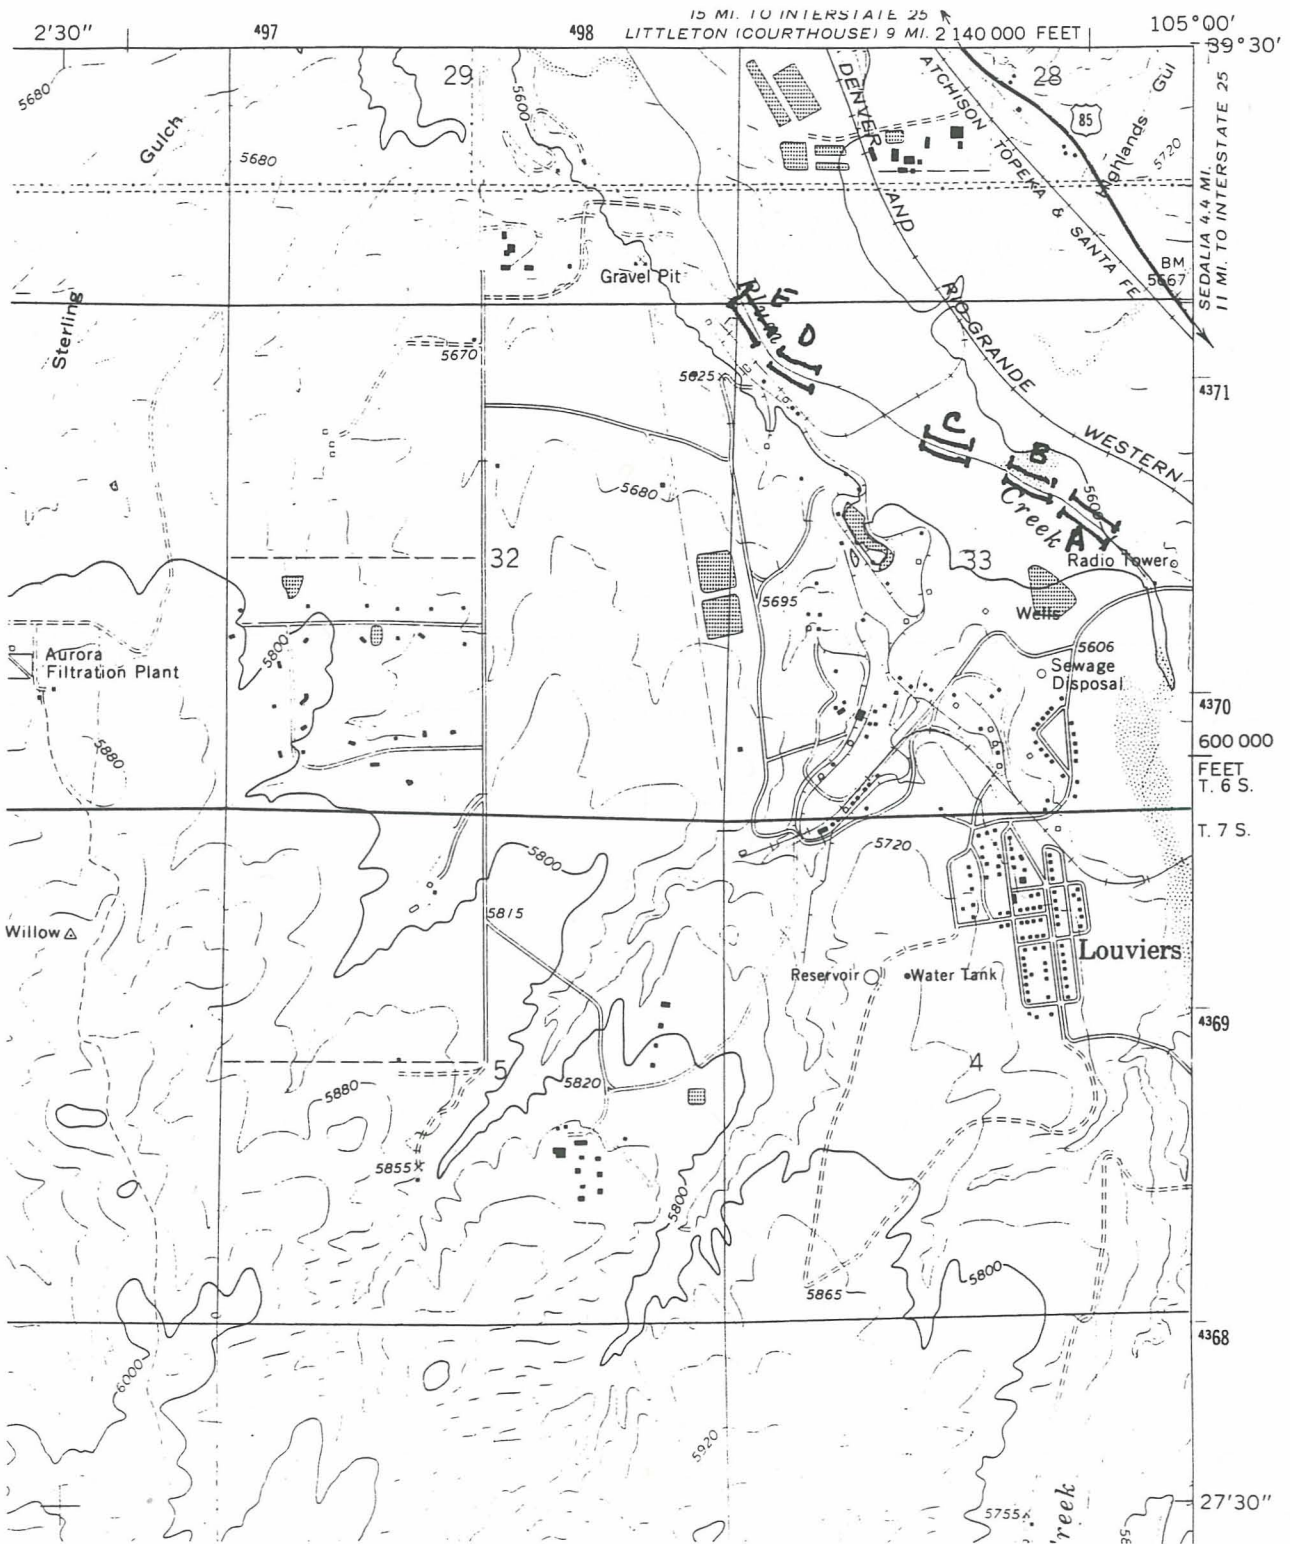 15 MI. TO INTERSTATE 25
LITTLETON (COURTHOUSE) 9 MI. 2 140 000 FEET
2'30"
497
498
105°00'
39°30'
SEDALIA 4.4 MI.
11 MI. TO INTERSTATE 25
29
28
5680
Gulch
5680
5600
DENVER AND RIO GRANDE WESTERN
ATCHISON TOPEKA & SANTA FE
85
Highlands Gul
5720
BM
5667
Gravel Pit
Sterling
Plum
E
D
5670
5625
4371
C
B
WESTERN
5680
Creek
A
560
Radio Tower
32
33
5695
Wells
5800
5606
Aurora
Filtration Plant
Sewage
Disposal
4370
5880
600 000
FEET
T. 6 S.
T. 7 S.
5720
5800
5815
Willow
Louviers
Reservoir
Water Tank
4369
5
4
5820
5880
5855
5800
5800
5865
4368
6000
5920
5755
27'30"
reek
58